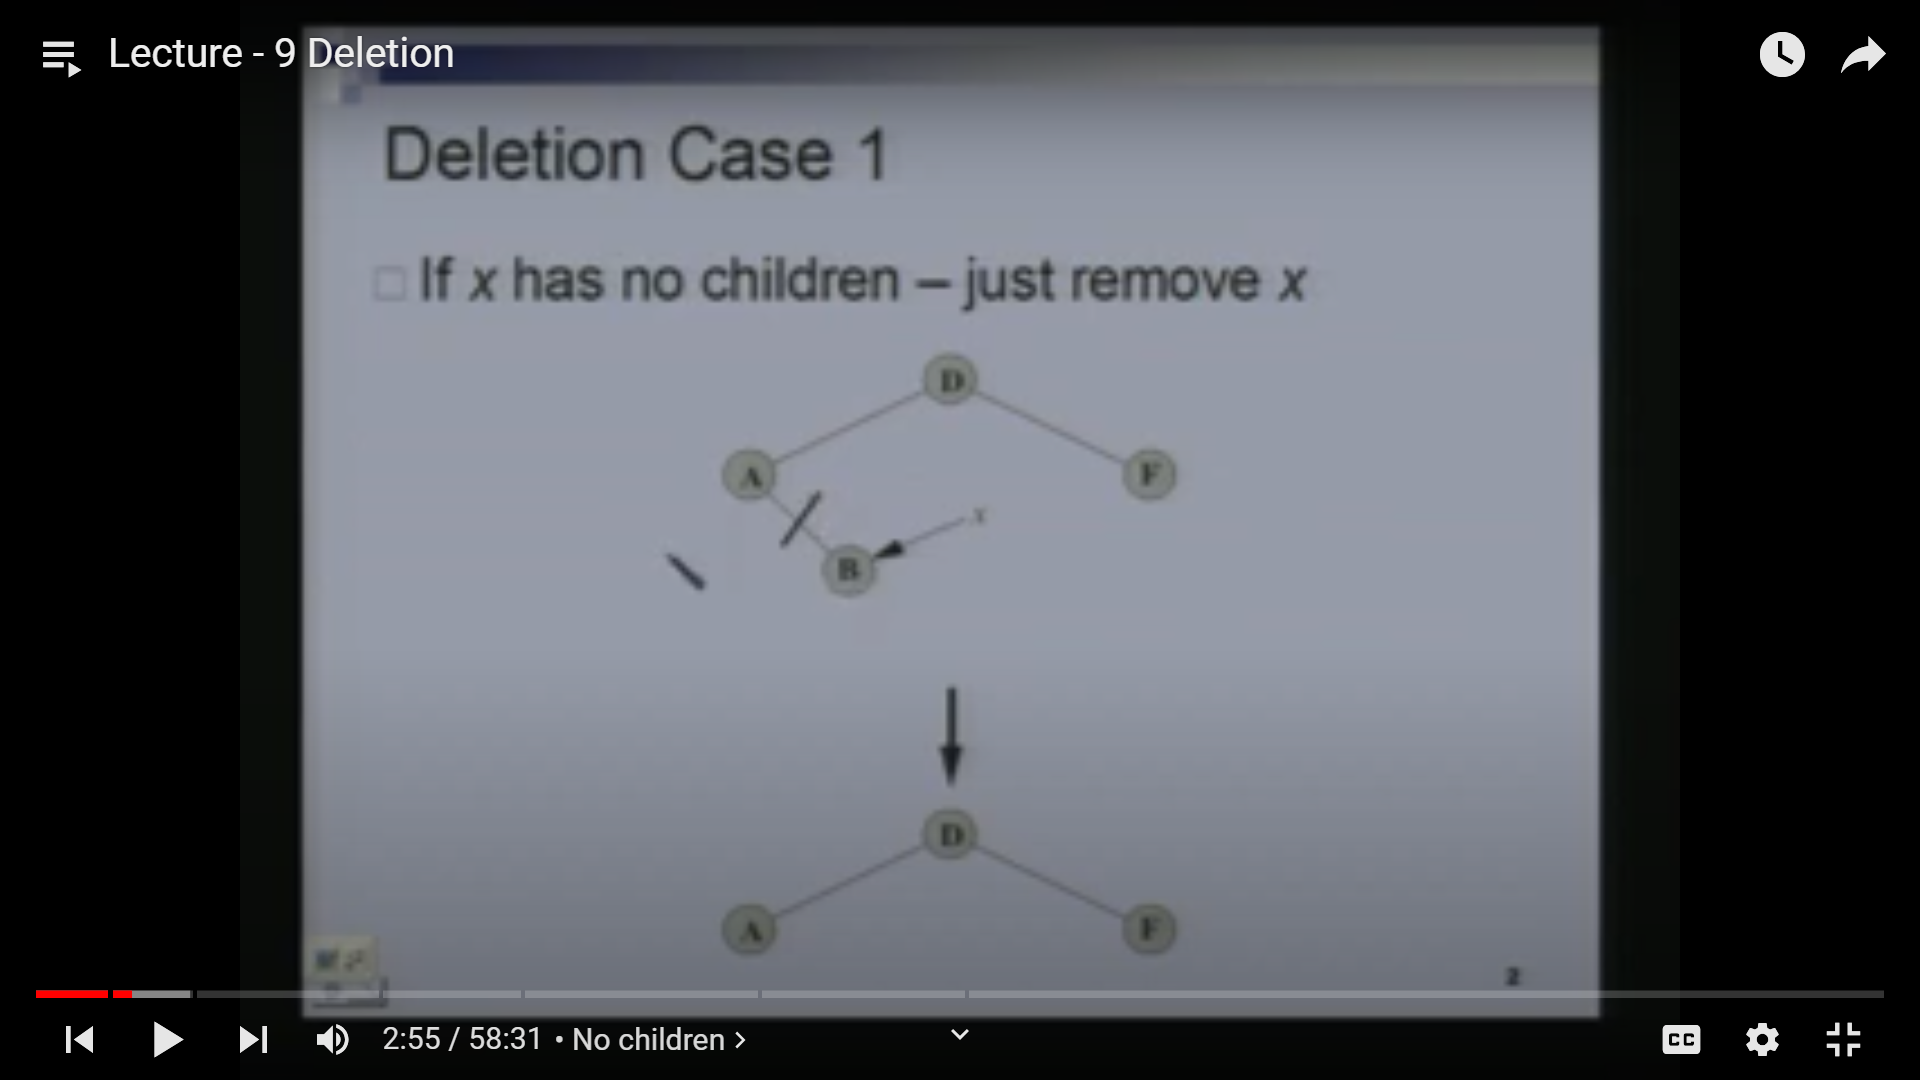 Lecture - 9 Deletion
Deletion Case 1
If x has no children – just remove x
D
A
F
x
B
D
A
F
2
2:55 / 58:31 • No children
CC